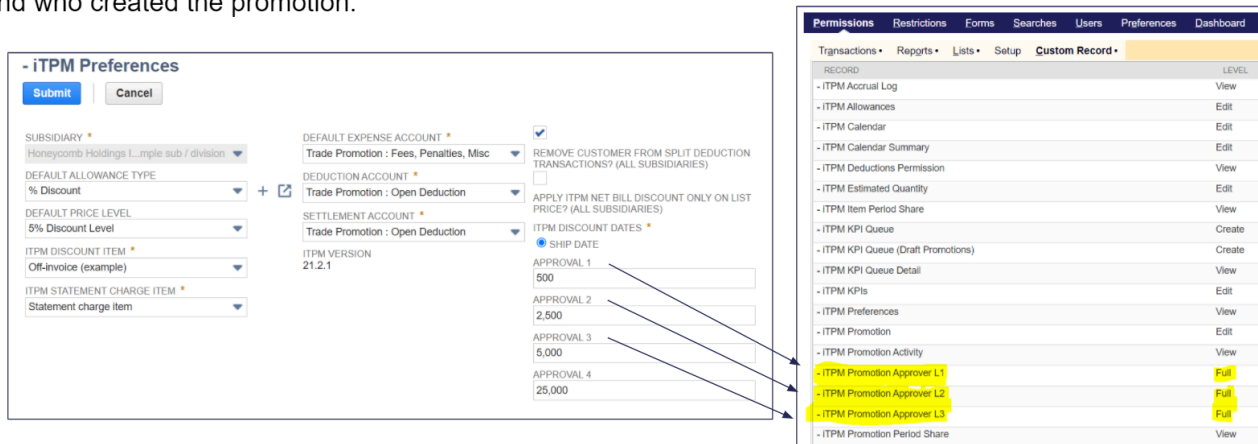 nd who created the promotion.
- iTPM Preferences
Submit
Cancel
SUBSIDIARY *
Honeycomb Holdings I...mple sub / division
DEFAULT ALLOWANCE TYPE
% Discount
DEFAULT PRICE LEVEL
5% Discount Level
ITPM DISCOUNT ITEM *
Off-invoice (example)
ITPM STATEMENT CHARGE ITEM *
Statement charge item
DEFAULT EXPENSE ACCOUNT *
Trade Promotion : Fees, Penalties, Misc
DEDUCTION ACCOUNT *
Trade Promotion : Open Deduction
SETTLEMENT ACCOUNT *
Trade Promotion : Open Deduction
ITPM VERSION
21.2.1
REMOVE CUSTOMER FROM SPLIT DEDUCTION
TRANSACTIONS? (ALL SUBSIDIARIES)
APPLY ITPM NET BILL DISCOUNT ONLY ON LIST
PRICE? (ALL SUBSIDIARIES)
ITPM DISCOUNT DATES *
SHIP DATE
APPROVAL 1
500
APPROVAL 2
2,500
APPROVAL 3
5,000
APPROVAL 4
25,000
Permissions Restrictions Forms Searches Users Preferences Dashboard
Transactions • Reports • Lists • Setup Custom Record •
RECORD LEVEL
- iTPM Accrual Log View
- iTPM Allowances Edit
- iTPM Calendar Edit
- iTPM Calendar Summary Edit
- iTPM Deductions Permission View
- iTPM Estimated Quantity Edit
- iTPM Item Period Share View
- iTPM KPI Queue Create
- iTPM KPI Queue (Draft Promotions) Create
- iTPM KPI Queue Detail View
- iTPM KPIs Edit
- iTPM Preferences View
- iTPM Promotion Edit
- iTPM Promotion Activity View
- iTPM Promotion Approver L1 Full
- iTPM Promotion Approver L2 Full
- iTPM Promotion Approver L3 Full
- iTPM Promotion Period Share View